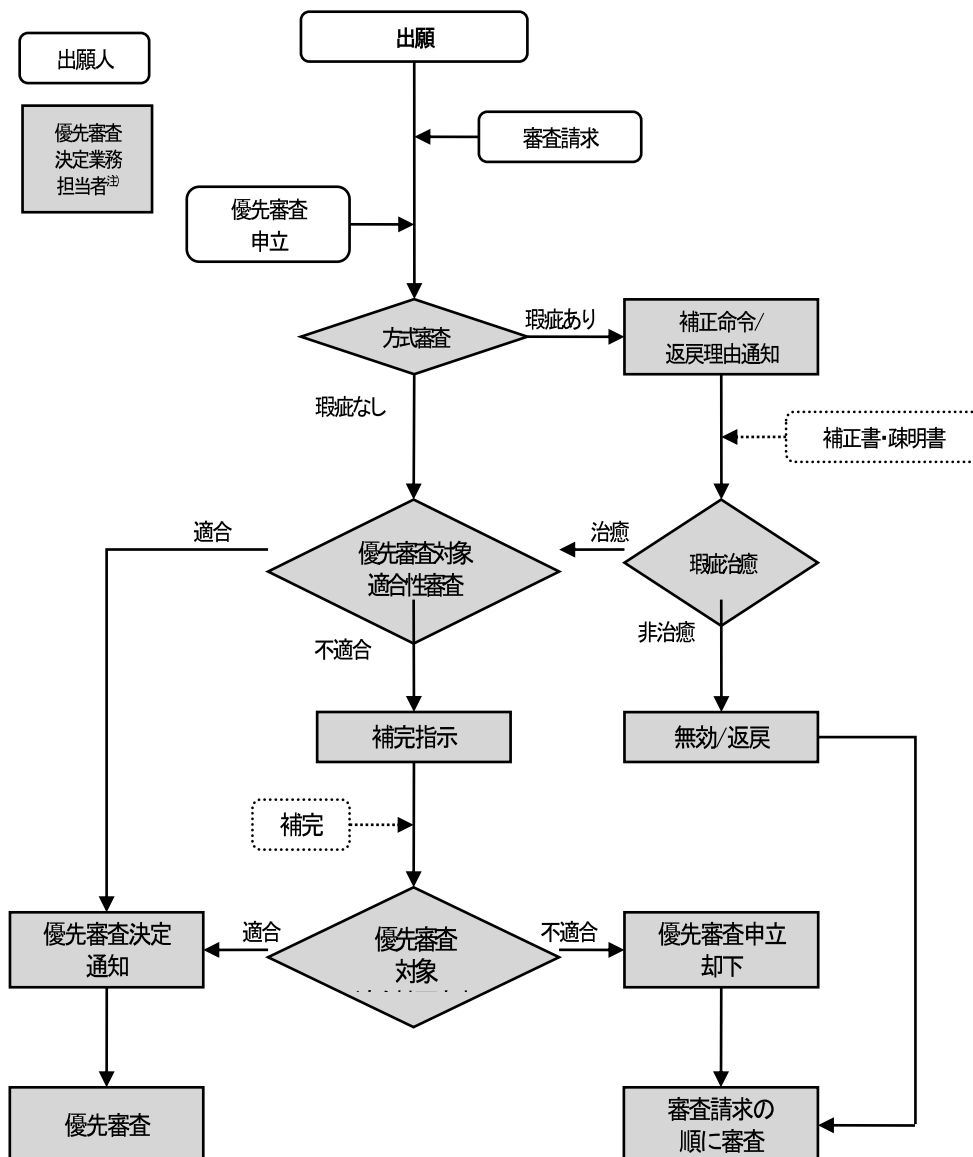 出願
出願人
優先審査
決定業務
担当者注)
審査請求
優先審査
申立
方式審査
瑕疵あり
補正命令/
返戻理由通知
瑕疵なし
補正書・疎明書
適合
優先審査対象
適合性審査
治癒
瑕疵治癒
不適合
非治癒
補完指示
無効/返戻
補完
優先審査決定
通知
適合
優先審査
対象
不適合
優先審査申立
却下
優先審査
審査請求の
順に審査